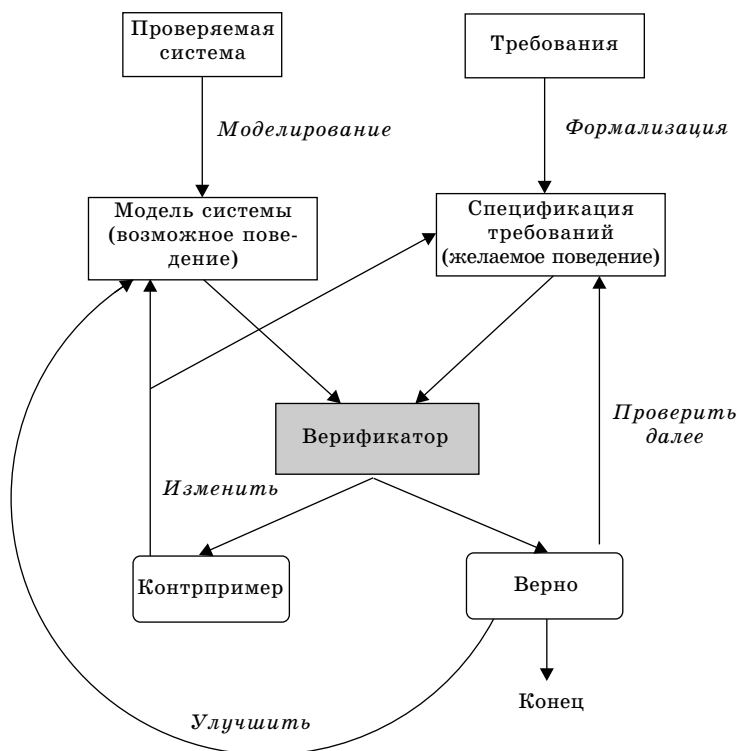 Проверяемая
система
Требования
Моделирование
Формализация
Модель системы
(возможное пове-
дение)
Спецификация
требований
(желаемое поведение)
Верификатор
Проверить
далее
Изменить
Контрпример
Верно
Конец
Улучшить